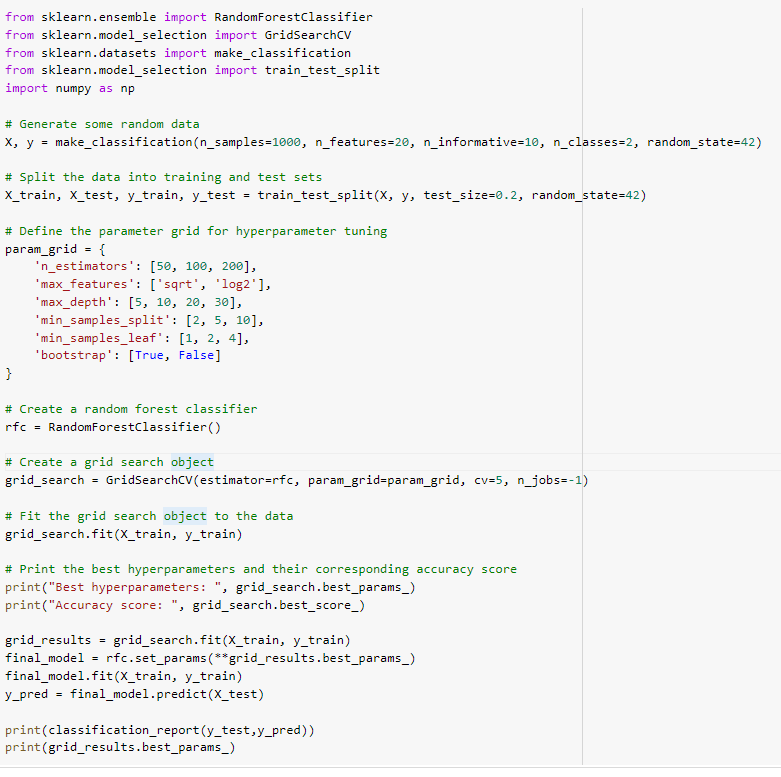 from sklearn.ensemble import RandomForestClassifier
from sklearn.model_selection import GridSearchCV
from sklearn.datasets import make_classification
from sklearn.model_selection import train_test_split
import numpy as np

# Generate some random data
X, y = make_classification(n_samples=1000, n_features=20, n_informative=10, n_classes=2, random_state=42)

# Split the data into training and test sets
X_train, X_test, y_train, y_test = train_test_split(X, y, test_size=0.2, random_state=42)

# Define the parameter grid for hyperparameter tuning
param_grid = {
    'n_estimators': [50, 100, 200],
    'max_features': ['sqrt', 'log2'],
    'max_depth': [5, 10, 20, 30],
    'min_samples_split': [2, 5, 10],
    'min_samples_leaf': [1, 2, 4],
    'bootstrap': [True, False]
}

# Create a random forest classifier
rfc = RandomForestClassifier()

# Create a grid search object
grid_search = GridSearchCV(estimator=rfc, param_grid=param_grid, cv=5, n_jobs=-1)

# Fit the grid search object to the data
grid_search.fit(X_train, y_train)

# Print the best hyperparameters and their corresponding accuracy score
print("Best hyperparameters: ", grid_search.best_params_)
print("Accuracy score: ", grid_search.best_score_)

grid_results = grid_search.fit(X_train, y_train)
final_model = rfc.set_params(**grid_results.best_params_)
final_model.fit(X_train, y_train)
y_pred = final_model.predict(X_test)

print(classification_report(y_test,y_pred))
print(grid_results.best_params_)